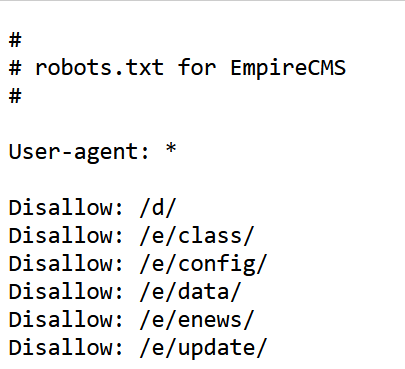 #
# robots.txt for EmpireCMS
#
User-agent: *
Disallow: /d/
Disallow: /e/class/
Disallow: /e/config/
Disallow: /e/data/
Disallow: /e/enews/
Disallow: /e/update/